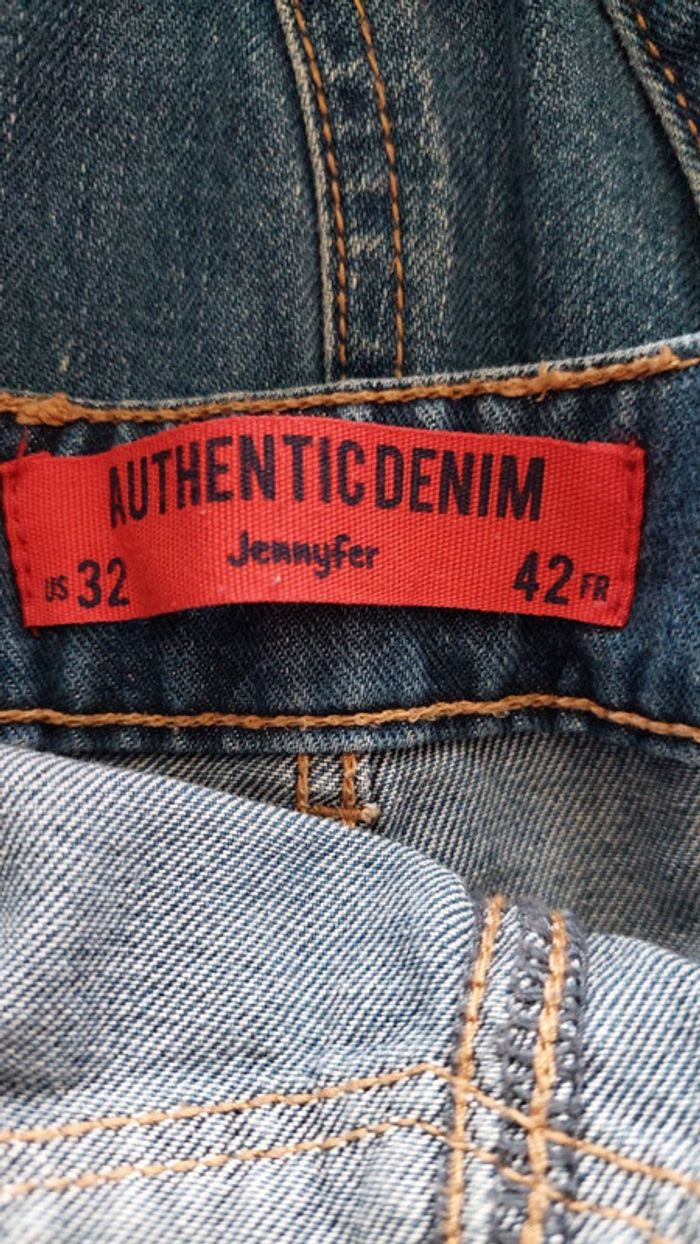 AUTHENTIC DENIM
Jennyfer
US 32
42 FR